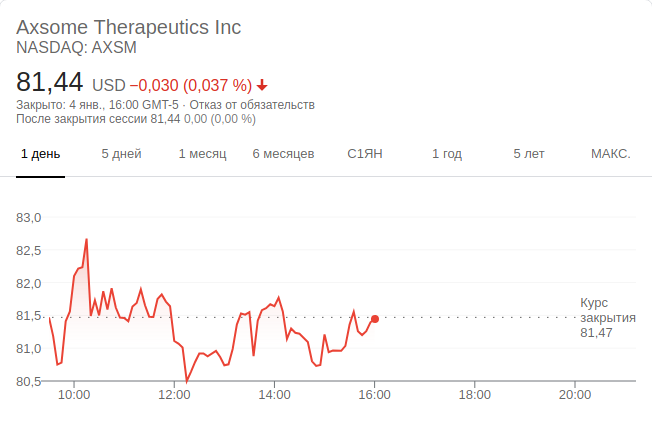 Axsome Therapeutics Inc
NASDAQ: AXSM
81,44 USD −0,030 (0,037 %)
Закрыто: 4 янв., 16:00 GMT-5 · Отказ от обязательств
После закрытия сессии 81,44 0,00 (0,00 %)
1 день 5 дней 1 месяц 6 месяцев С1ЯН 1 год 5 лет МАКС.
83,0
82,5
82,0
81,5
81,0
80,5
Курс
закрытия
81,47
10:00 12:00 14:00 16:00 18:00 20:00